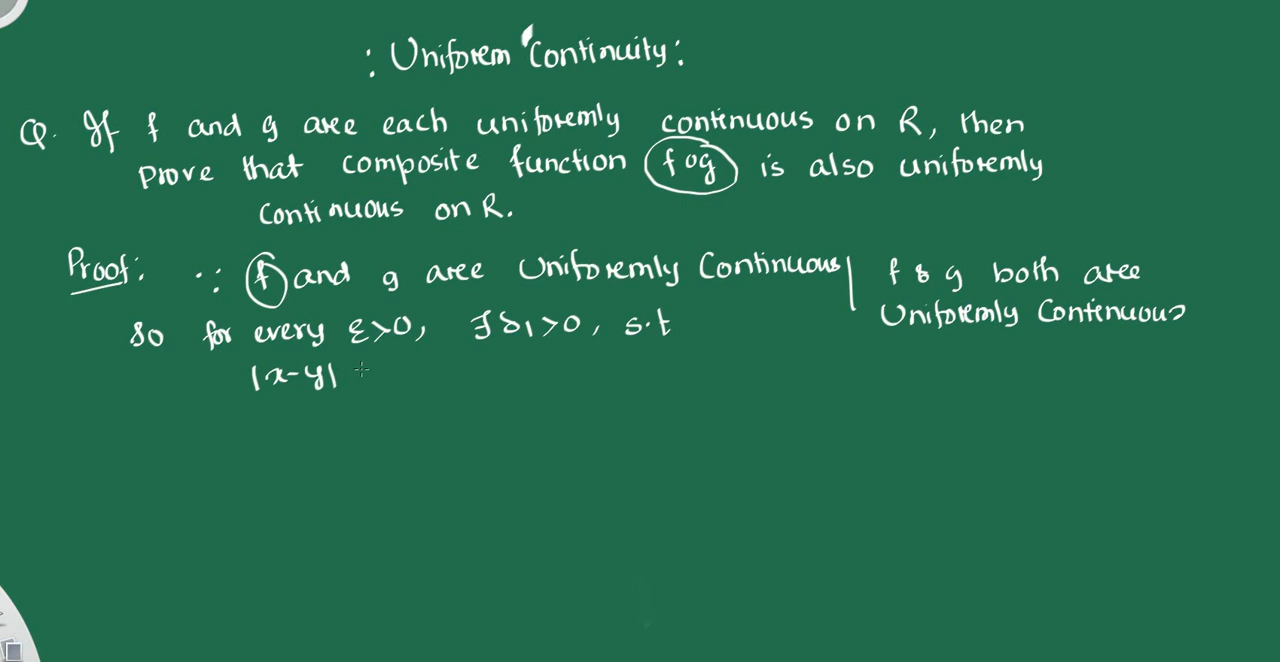 : Uniform Continuity :
Q. If f and g are each uniformly continuous on R, then
prove that composite function fog is also uniformly
continuous on R.
Proof: ∵ f and g are Uniformly Continuous
f & g both are
Uniformly Continuous
So for every ε>0, ∃ δ₁>0, s.t
|x-y|